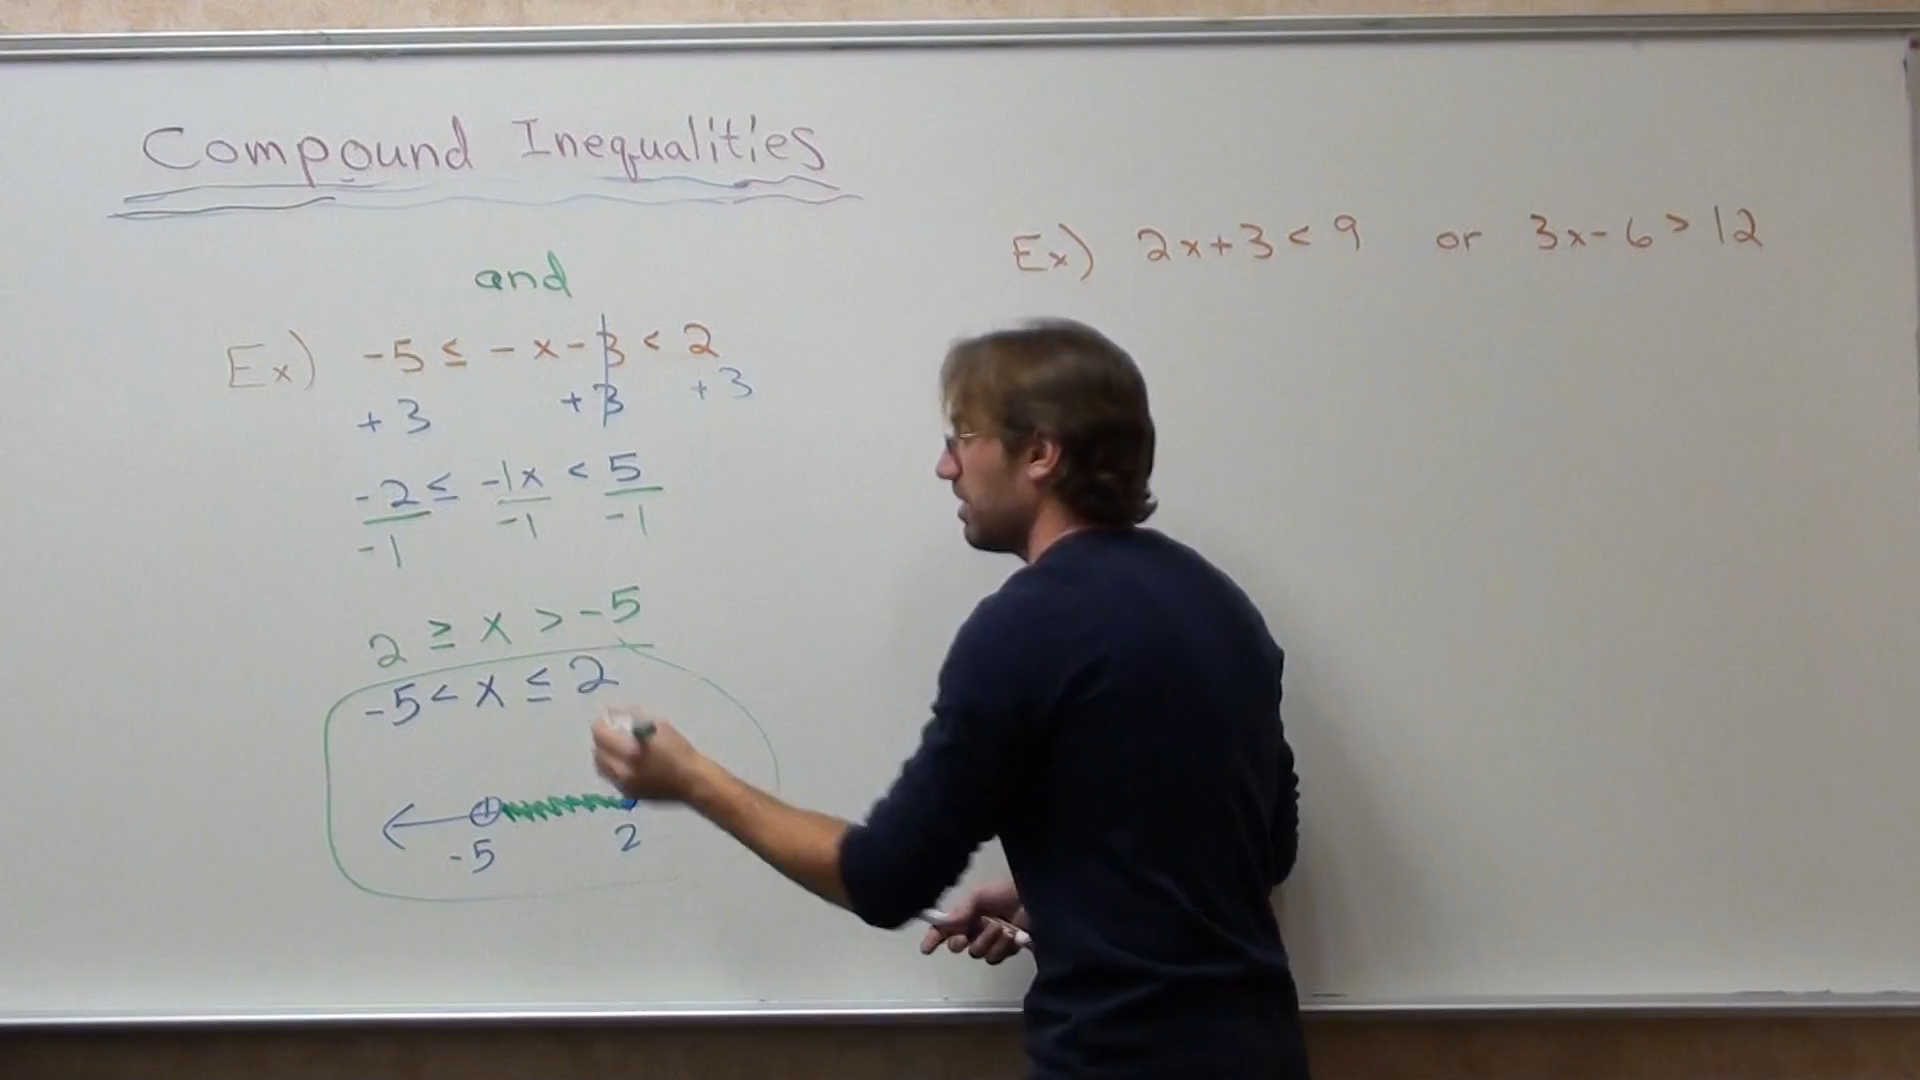 Compound Inequalities
and
Ex) -5 ≤ -x-3 < 2
+3 +3 +3
-2 ≤ -1x < 5
-1 -1 -1
2 ≥ x > -5
-5 < x ≤ 2
-5 2
Ex) 2x+3 < 9 or 3x-6 > 12